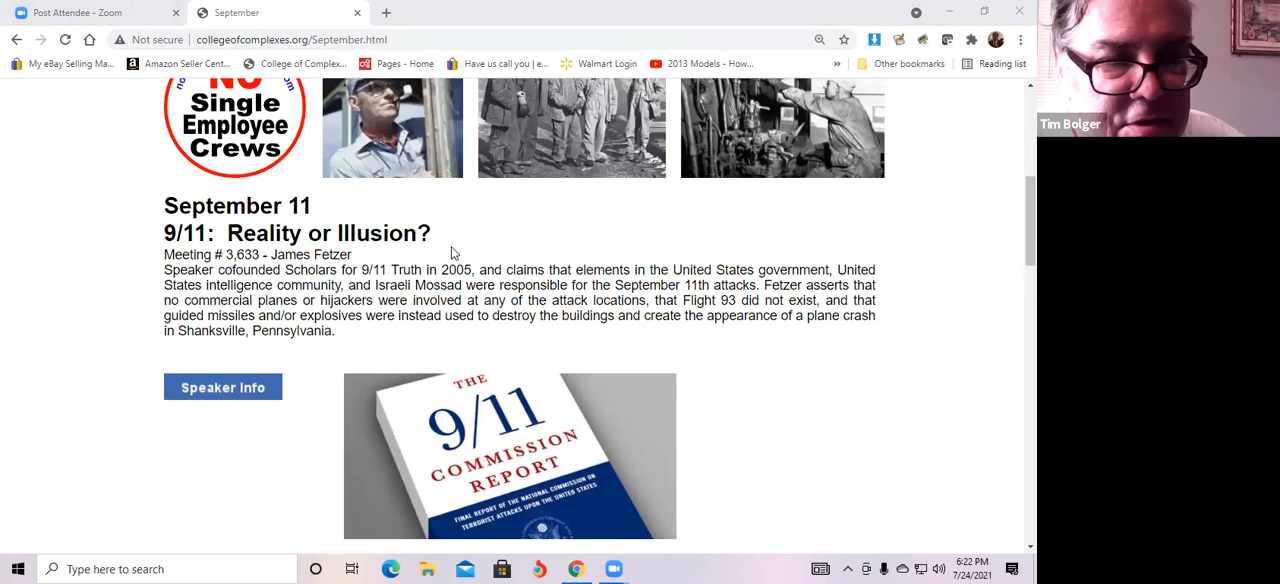 Post Attendee - Zoom
September
Not secure
collegeofcomplexes.org/September.html
My eBay Selling Ma...
Amazon Seller Cent...
College of Complex...
Pages - Home
Have us call you | e...
Walmart Login
2013 Models - How...
»
Other bookmarks
Reading list
Tim Bolger
NO
Single
Employee
Crews
September 11
9/11: Reality or Illusion?
Meeting # 3,633 - James Fetzer
Speaker cofounded Scholars for 9/11 Truth in 2005, and claims that elements in the United States government, United
States intelligence community, and Israeli Mossad were responsible for the September 11th attacks. Fetzer asserts that
no commercial planes or hijackers were involved at any of the attack locations, that Flight 93 did not exist, and that
guided missiles and/or explosives were instead used to destroy the buildings and create the appearance of a plane crash
in Shanksville, Pennsylvania.
Speaker Info
THE
9/11
COMMISSION
REPORT
FINAL REPORT OF THE NATIONAL COMMISSION ON
TERRORIST ATTACKS UPON THE UNITED STATES
Type here to search
6:22 PM
7/24/2021